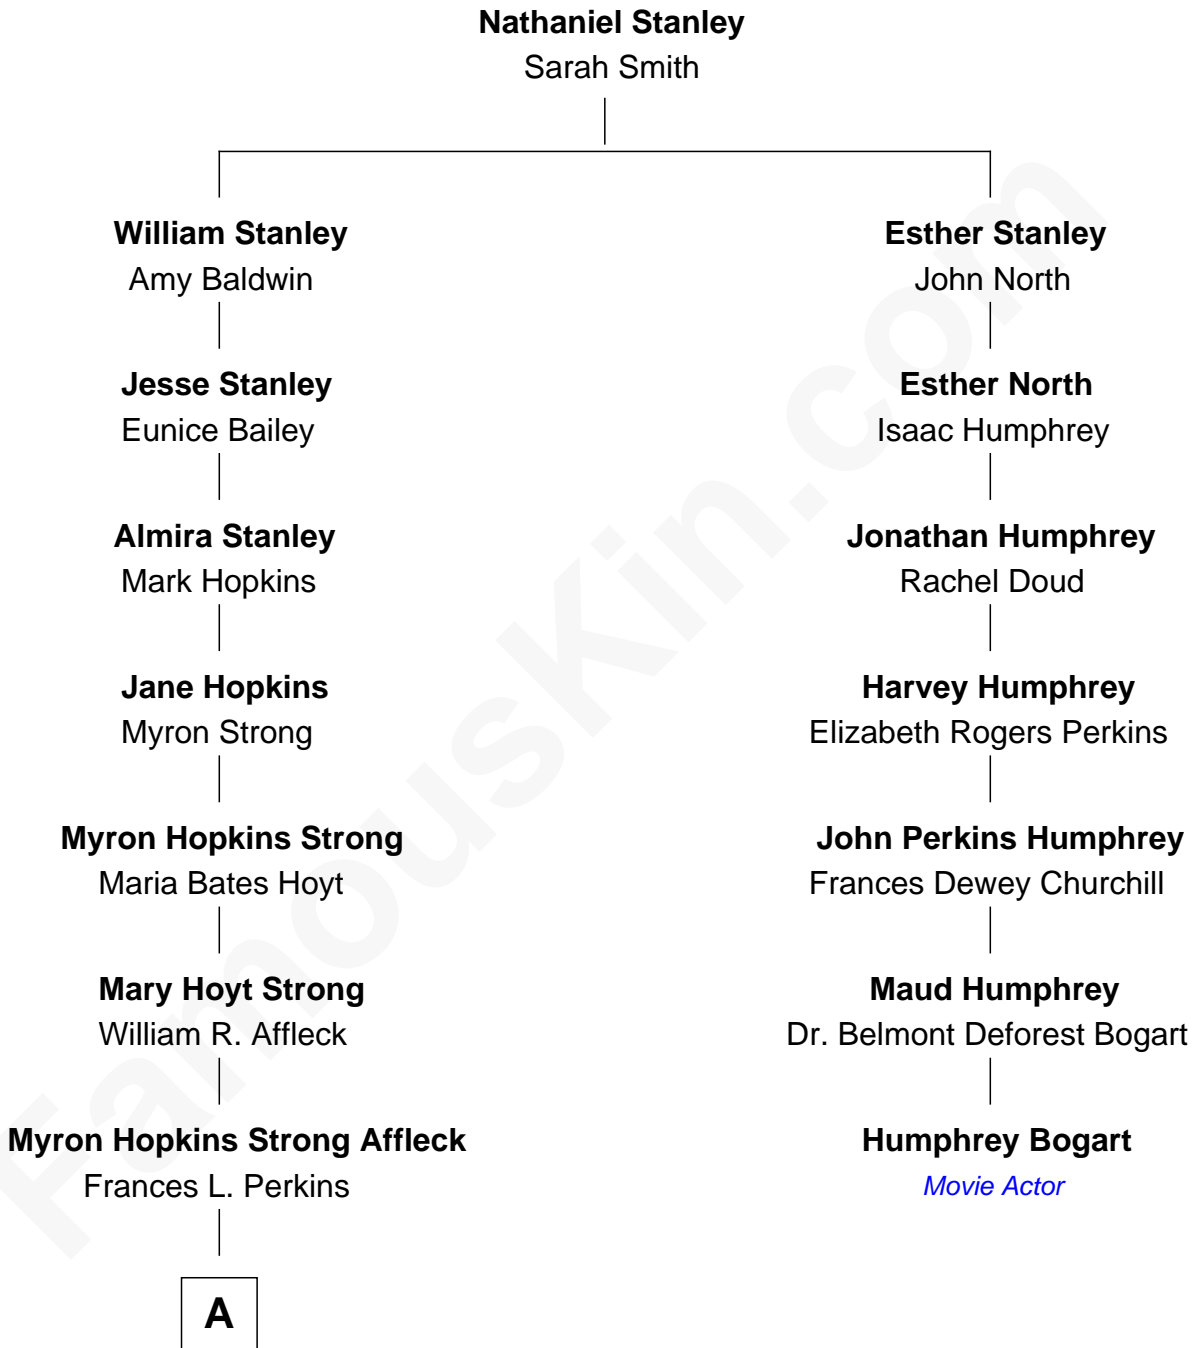 Nathaniel Stanley
Sarah Smith
William Stanley
Amy Baldwin
Esther Stanley
John North
Jesse Stanley
Eunice Bailey
Esther North
Isaac Humphrey
Almira Stanley
Mark Hopkins
Jonathan Humphrey
Rachel Doud
Jane Hopkins
Myron Strong
Harvey Humphrey
Elizabeth Rogers Perkins
Myron Hopkins Strong
Maria Bates Hoyt
John Perkins Humphrey
Frances Dewey Churchill
Mary Hoyt Strong
William R. Affleck
Maud Humphrey
Dr. Belmont Deforest Bogart
Myron Hopkins Strong Affleck
Frances L. Perkins
Humphrey Bogart
Movie Actor
A
FamousKin.com